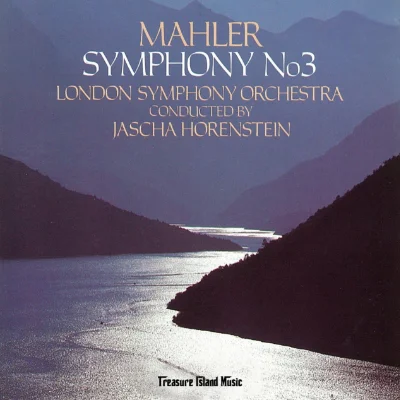 MAHLER
SYMPHONY No3
LONDON SYMPHONY ORCHESTRA
CONDUCTED BY
JASCHA HORENSTEIN
Treasure Island Music